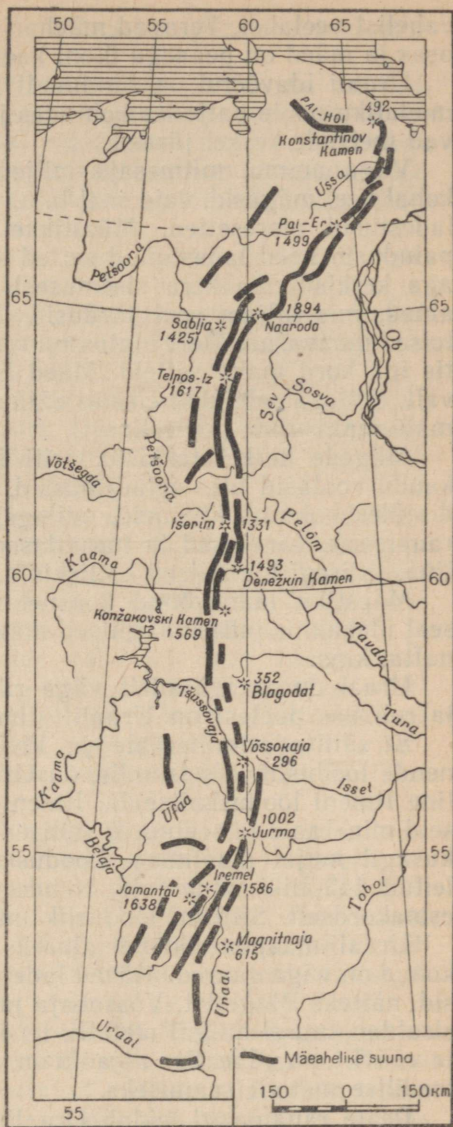 50 55 60 65
PAI-HOI
492
Konstantinov
Kamen
Ussa
Pai-Er
1499
Petšoora
65
1894
65
Sablja
1425
Naaroda
Ob
Telpos-Iz
1617
Sosva
Sev
Võtšegda
Petšoora
Išerim
1331
Pelõm
1493
Denežkin Kamen
Kaama
60
60
Konžakovski Kamen
1569
Tavda
352
Blagodat
Tšussovaja
Tura
Võssokaja
296
Kaama
Isset
Ufaa
1002
Jurma
Belaja
55
55
Iremel
1586
Jamantau
1638
Tobol
Magnitnaja
615
Uraal
Uraal
Mäeahelike suund
55
150 0 150km